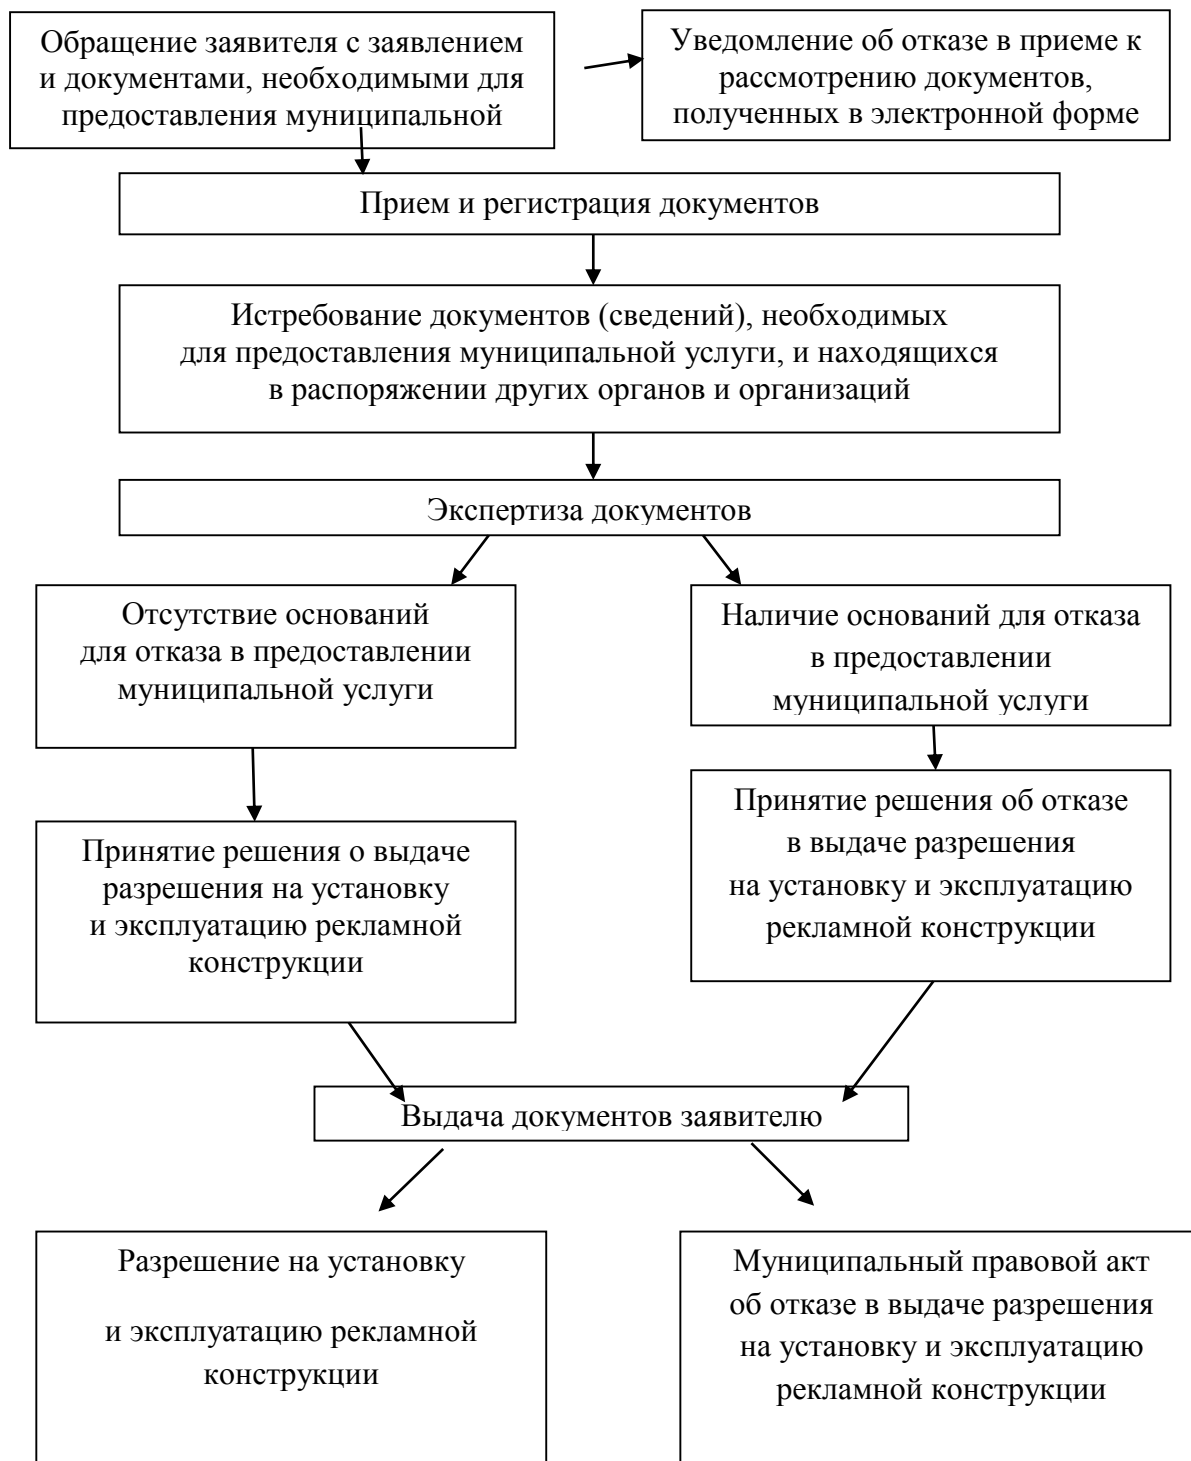 Обращение заявителя с заявлением
и документами, необходимыми для
предоставления муниципальной
Уведомление об отказе в приеме к
рассмотрению документов,
полученных в электронной форме
Прием и регистрация документов
Истребование документов (сведений), необходимых
для предоставления муниципальной услуги, и находящихся
в распоряжении других органов и организаций
Экспертиза документов
Отсутствие оснований
для отказа в предоставлении
муниципальной услуги
Наличие оснований для отказа
в предоставлении
муниципальной услуги
Принятие решения о выдаче
разрешения на установку
и эксплуатацию рекламной
конструкции
Принятие решения об отказе
в выдаче разрешения
на установку и эксплуатацию
рекламной конструкции
Выдача документов заявителю
Разрешение на установку
и эксплуатацию рекламной
конструкции
Муниципальный правовой акт
об отказе в выдаче разрешения
на установку и эксплуатацию
рекламной конструкции